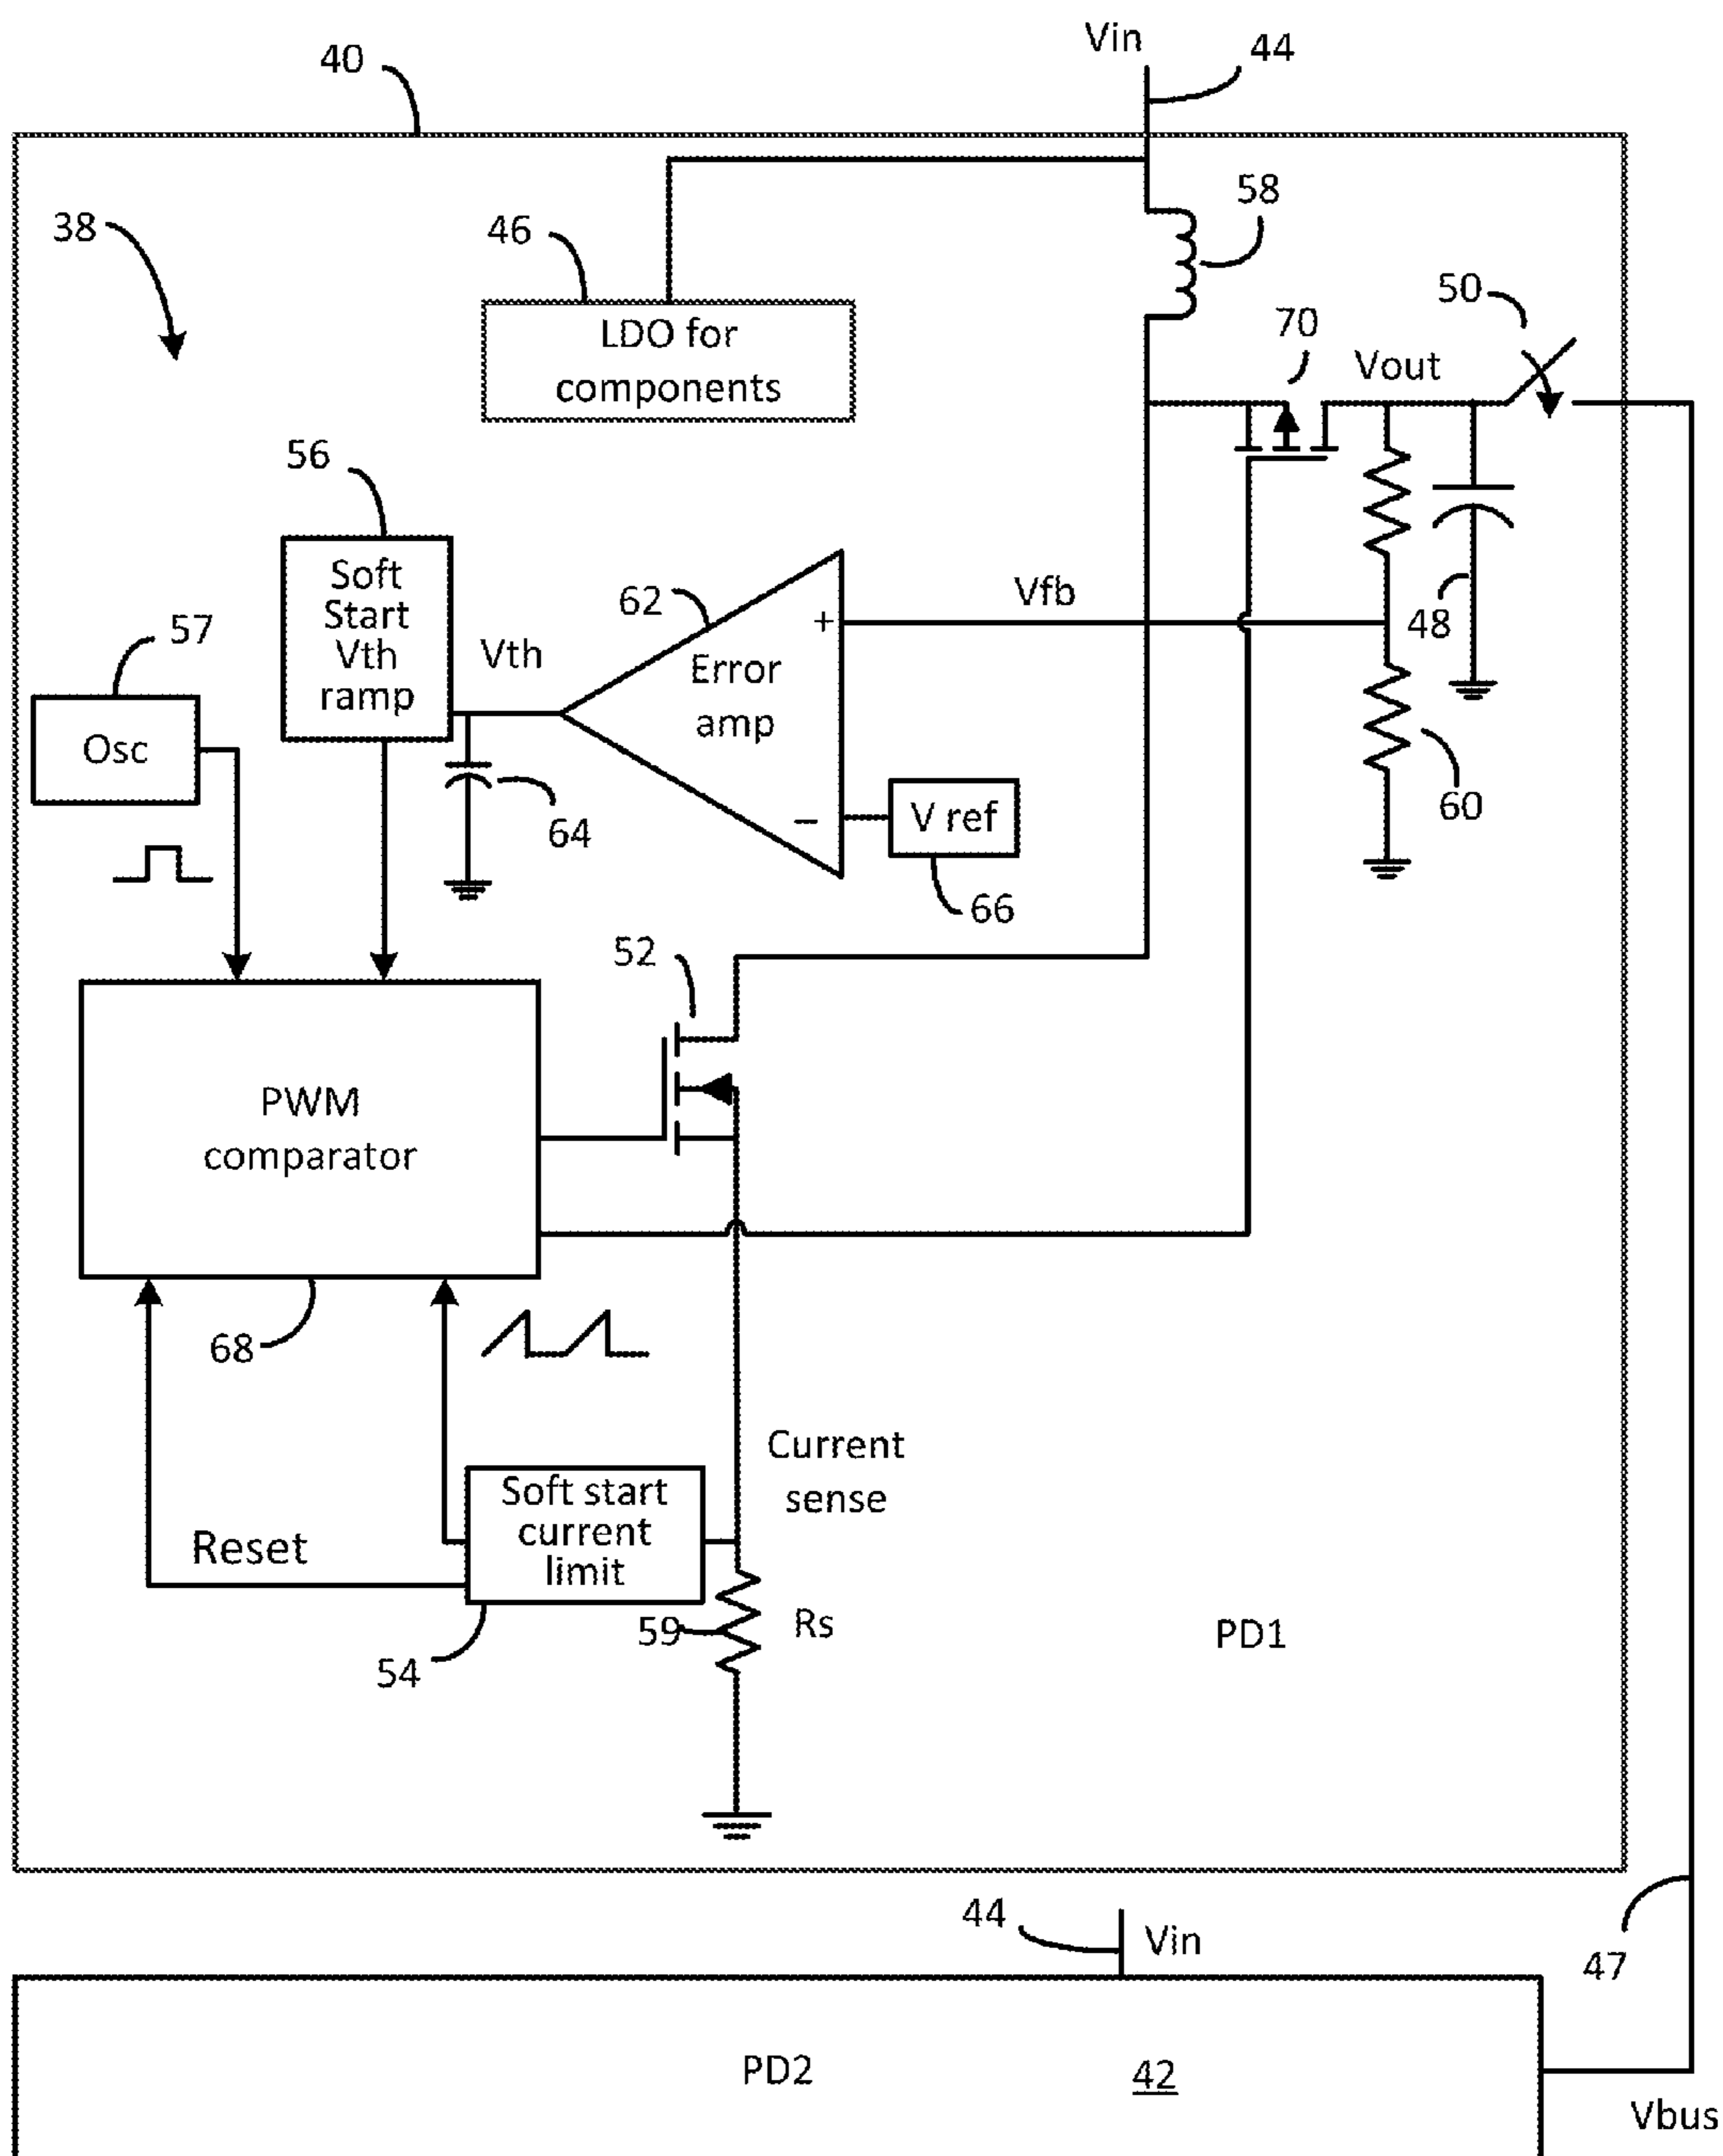 Vin
44
40
58
38
46
50
LDO for
components
70
Vout
56
Soft
Start
Vth
ramp
62
Vfb
48
57
Vth
+
Error
amp
Osc
64
−
V ref
60
66
52
PWM
comparator
68
Current
sense
Soft start
current
limit
Reset
59
Rs
PD1
54
44
Vin
47
PD2
42
Vbus